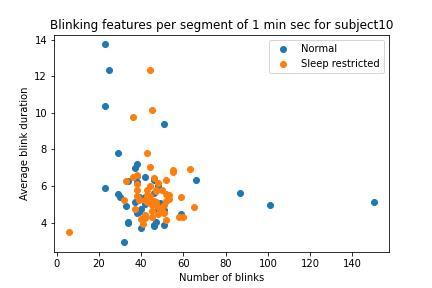 Blinking features per segment of 1 min sec for subject10
Normal
Sleep restricted
14
12
10
8
6
4
Average blink duration
0 20 40 60 80 100 120 140
Number of blinks